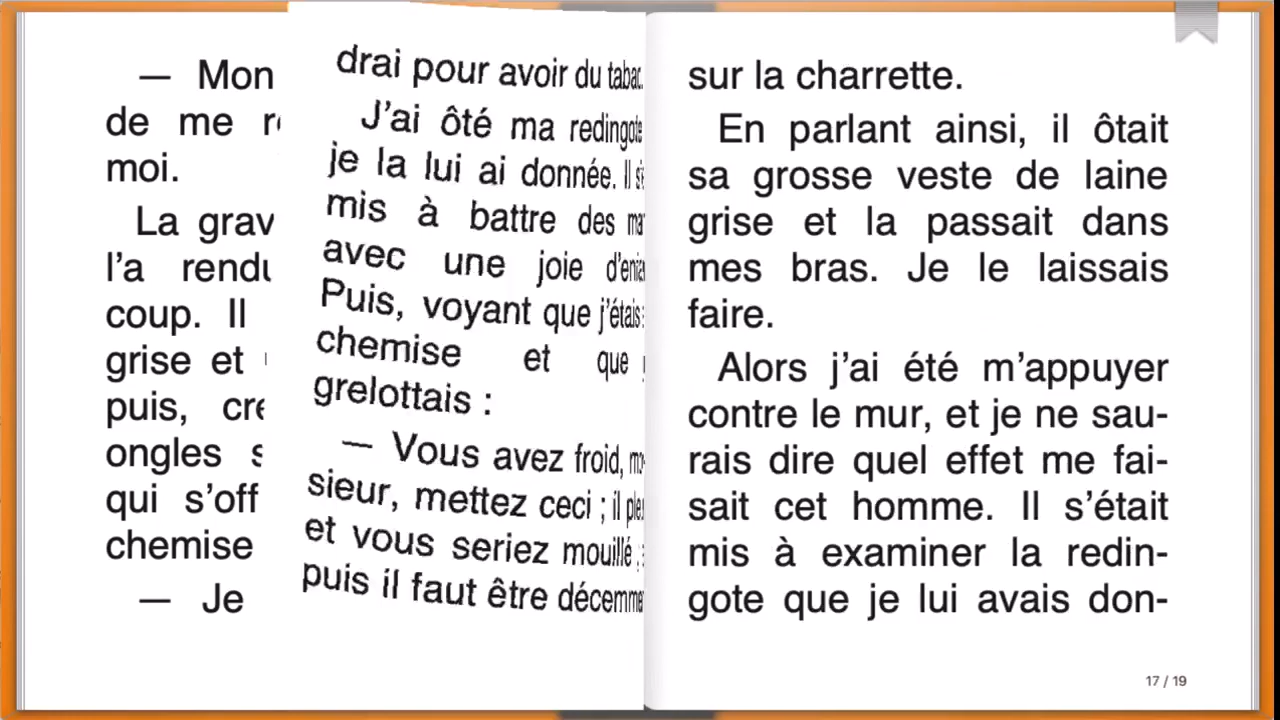 — Mon
de me
moi.
La grav
l'a rendu
coup. Il
grise et
puis, cre
ongles s
qui s'off
chemise
— Je
drai pour avoir du tabac.
J'ai ôté ma redingote
je la lui ai donnée. Il s'e
mis à battre des
avec une joie
Puis, voyant que j'étais
chemise et que
grelottais :
— Vous avez froid, mo-
sieur, mettez ceci ; il ple
et vous seriez mouillé ;
puis il faut être décemme
sur la charrette.
En parlant ainsi, il ôtait
sa grosse veste de laine
grise et la passait dans
mes bras. Je le laissais
faire.
Alors j'ai été m'appuyer
contre le mur, et je ne sau-
rais dire quel effet me fai-
sait cet homme. Il s'était
mis à examiner la redin-
gote que je lui avais don-
17 / 19